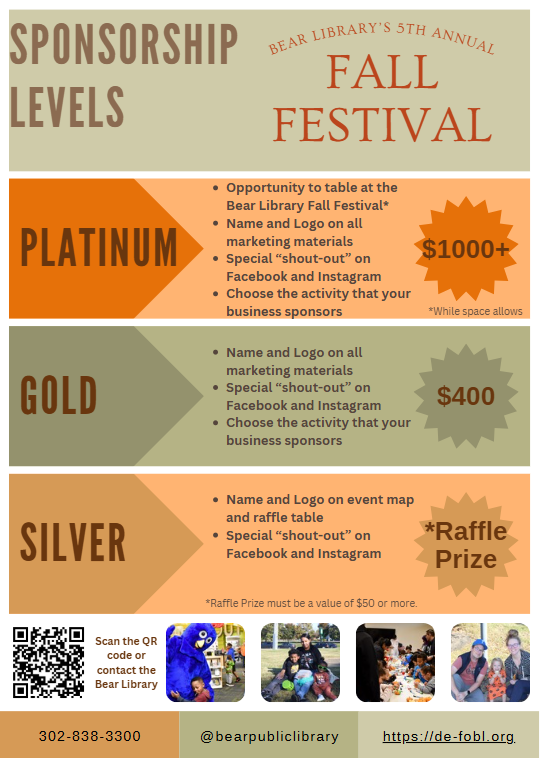 SPONSORSHIP
LEVELS
BEAR LIBRARY'S 5TH ANNUAL
FALL
FESTIVAL
PLATINUM
• Opportunity to table at the
Bear Library Fall Festival*
• Name and Logo on all
marketing materials
• Special “shout-out” on
Facebook and Instagram
• Choose the activity that your
business sponsors
$1000+
*While space allows
GOLD
• Name and Logo on all
marketing materials
• Special “shout-out” on
Facebook and Instagram
• Choose the activity that your
business sponsors
$400
SILVER
• Name and Logo on event map
and raffle table
• Special “shout-out” on
Facebook and Instagram
*Raffle
Prize
*Raffle Prize must be a value of $50 or more.
Scan the QR
code or
contact the
Bear Library
302-838-3300
@bearpubliclibrary
https://de-fobl.org